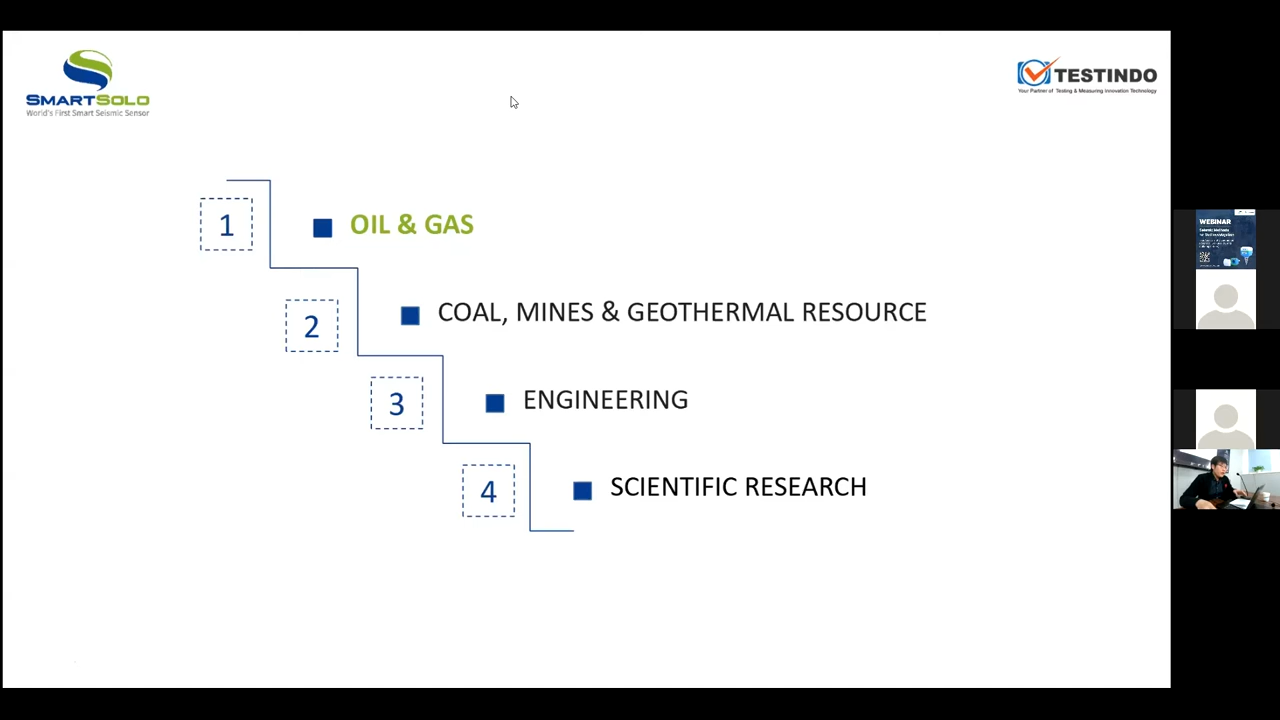 SMARTSOLO
World's First Smart Seismic Sensor
TESTINDO
Your Partner of Testing & Measuring Innovation Technology
1
OIL & GAS
2
COAL, MINES & GEOTHERMAL RESOURCE
3
ENGINEERING
4
SCIENTIFIC RESEARCH
WEBINAR